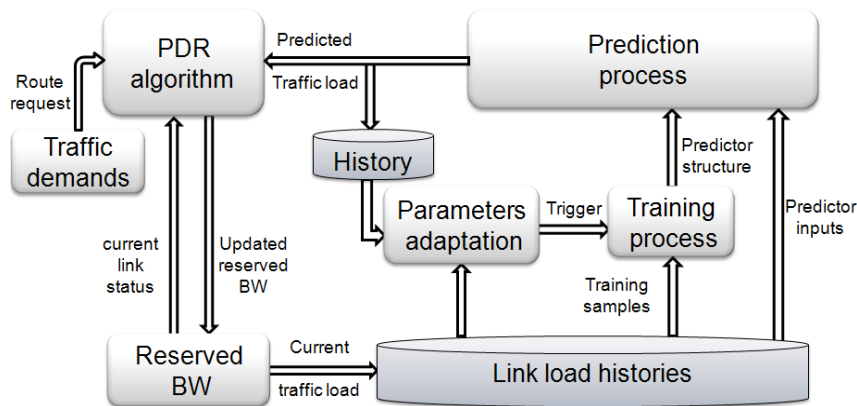 PDR
algorithm
Predicted
Traffic load
Prediction
process
Route
request
Traffic
demands
History
Predictor
structure
Parameters
adaptation
Trigger
Training
process
Predictor
inputs
current
link
status
Updated
reserved
BW
Training
samples
Reserved
BW
Current
traffic load
Link load histories